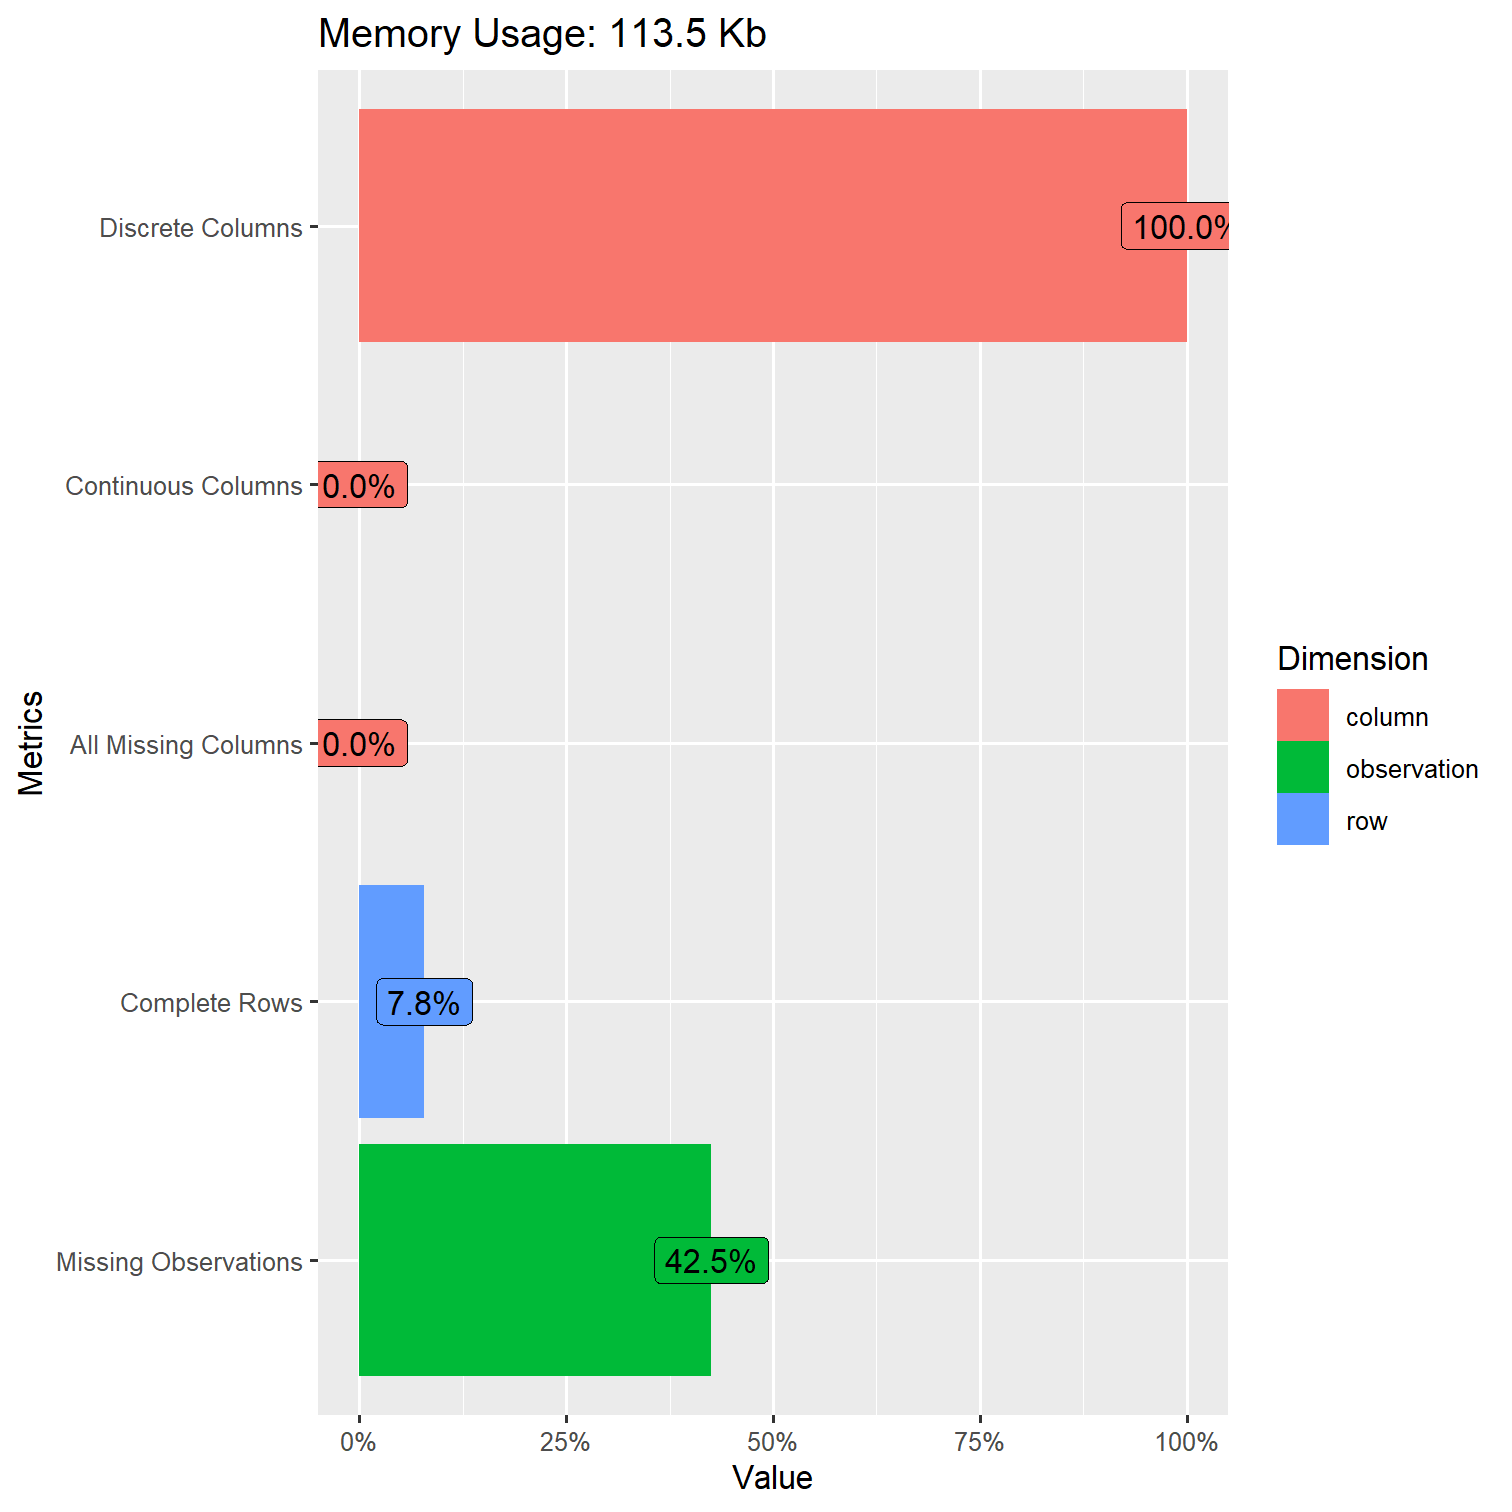 Memory Usage: 113.5 Kb
Discrete Columns
100.0%
Continuous Columns
0.0%
All Missing Columns
0.0%
Complete Rows
7.8%
Missing Observations
42.5%
Metrics
0%
25%
50%
75%
100%
Value
Dimension
column
observation
row